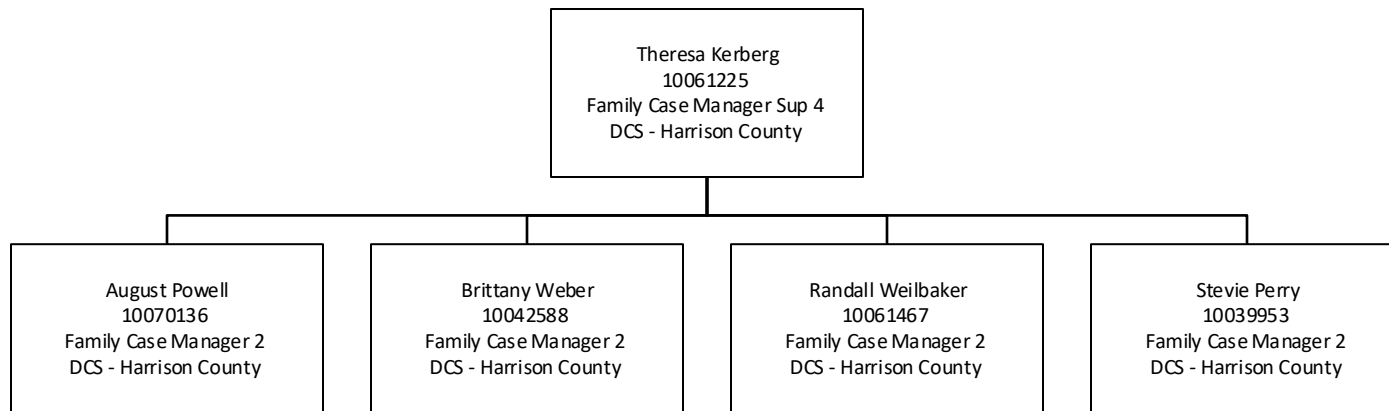 Theresa Kerberg
10061225
Family Case Manager Sup 4
DCS - Harrison County
August Powell
10070136
Family Case Manager 2
DCS - Harrison County
Brittany Weber
10042588
Family Case Manager 2
DCS - Harrison County
Randall Weilbaker
10061467
Family Case Manager 2
DCS - Harrison County
Stevie Perry
10039953
Family Case Manager 2
DCS - Harrison County